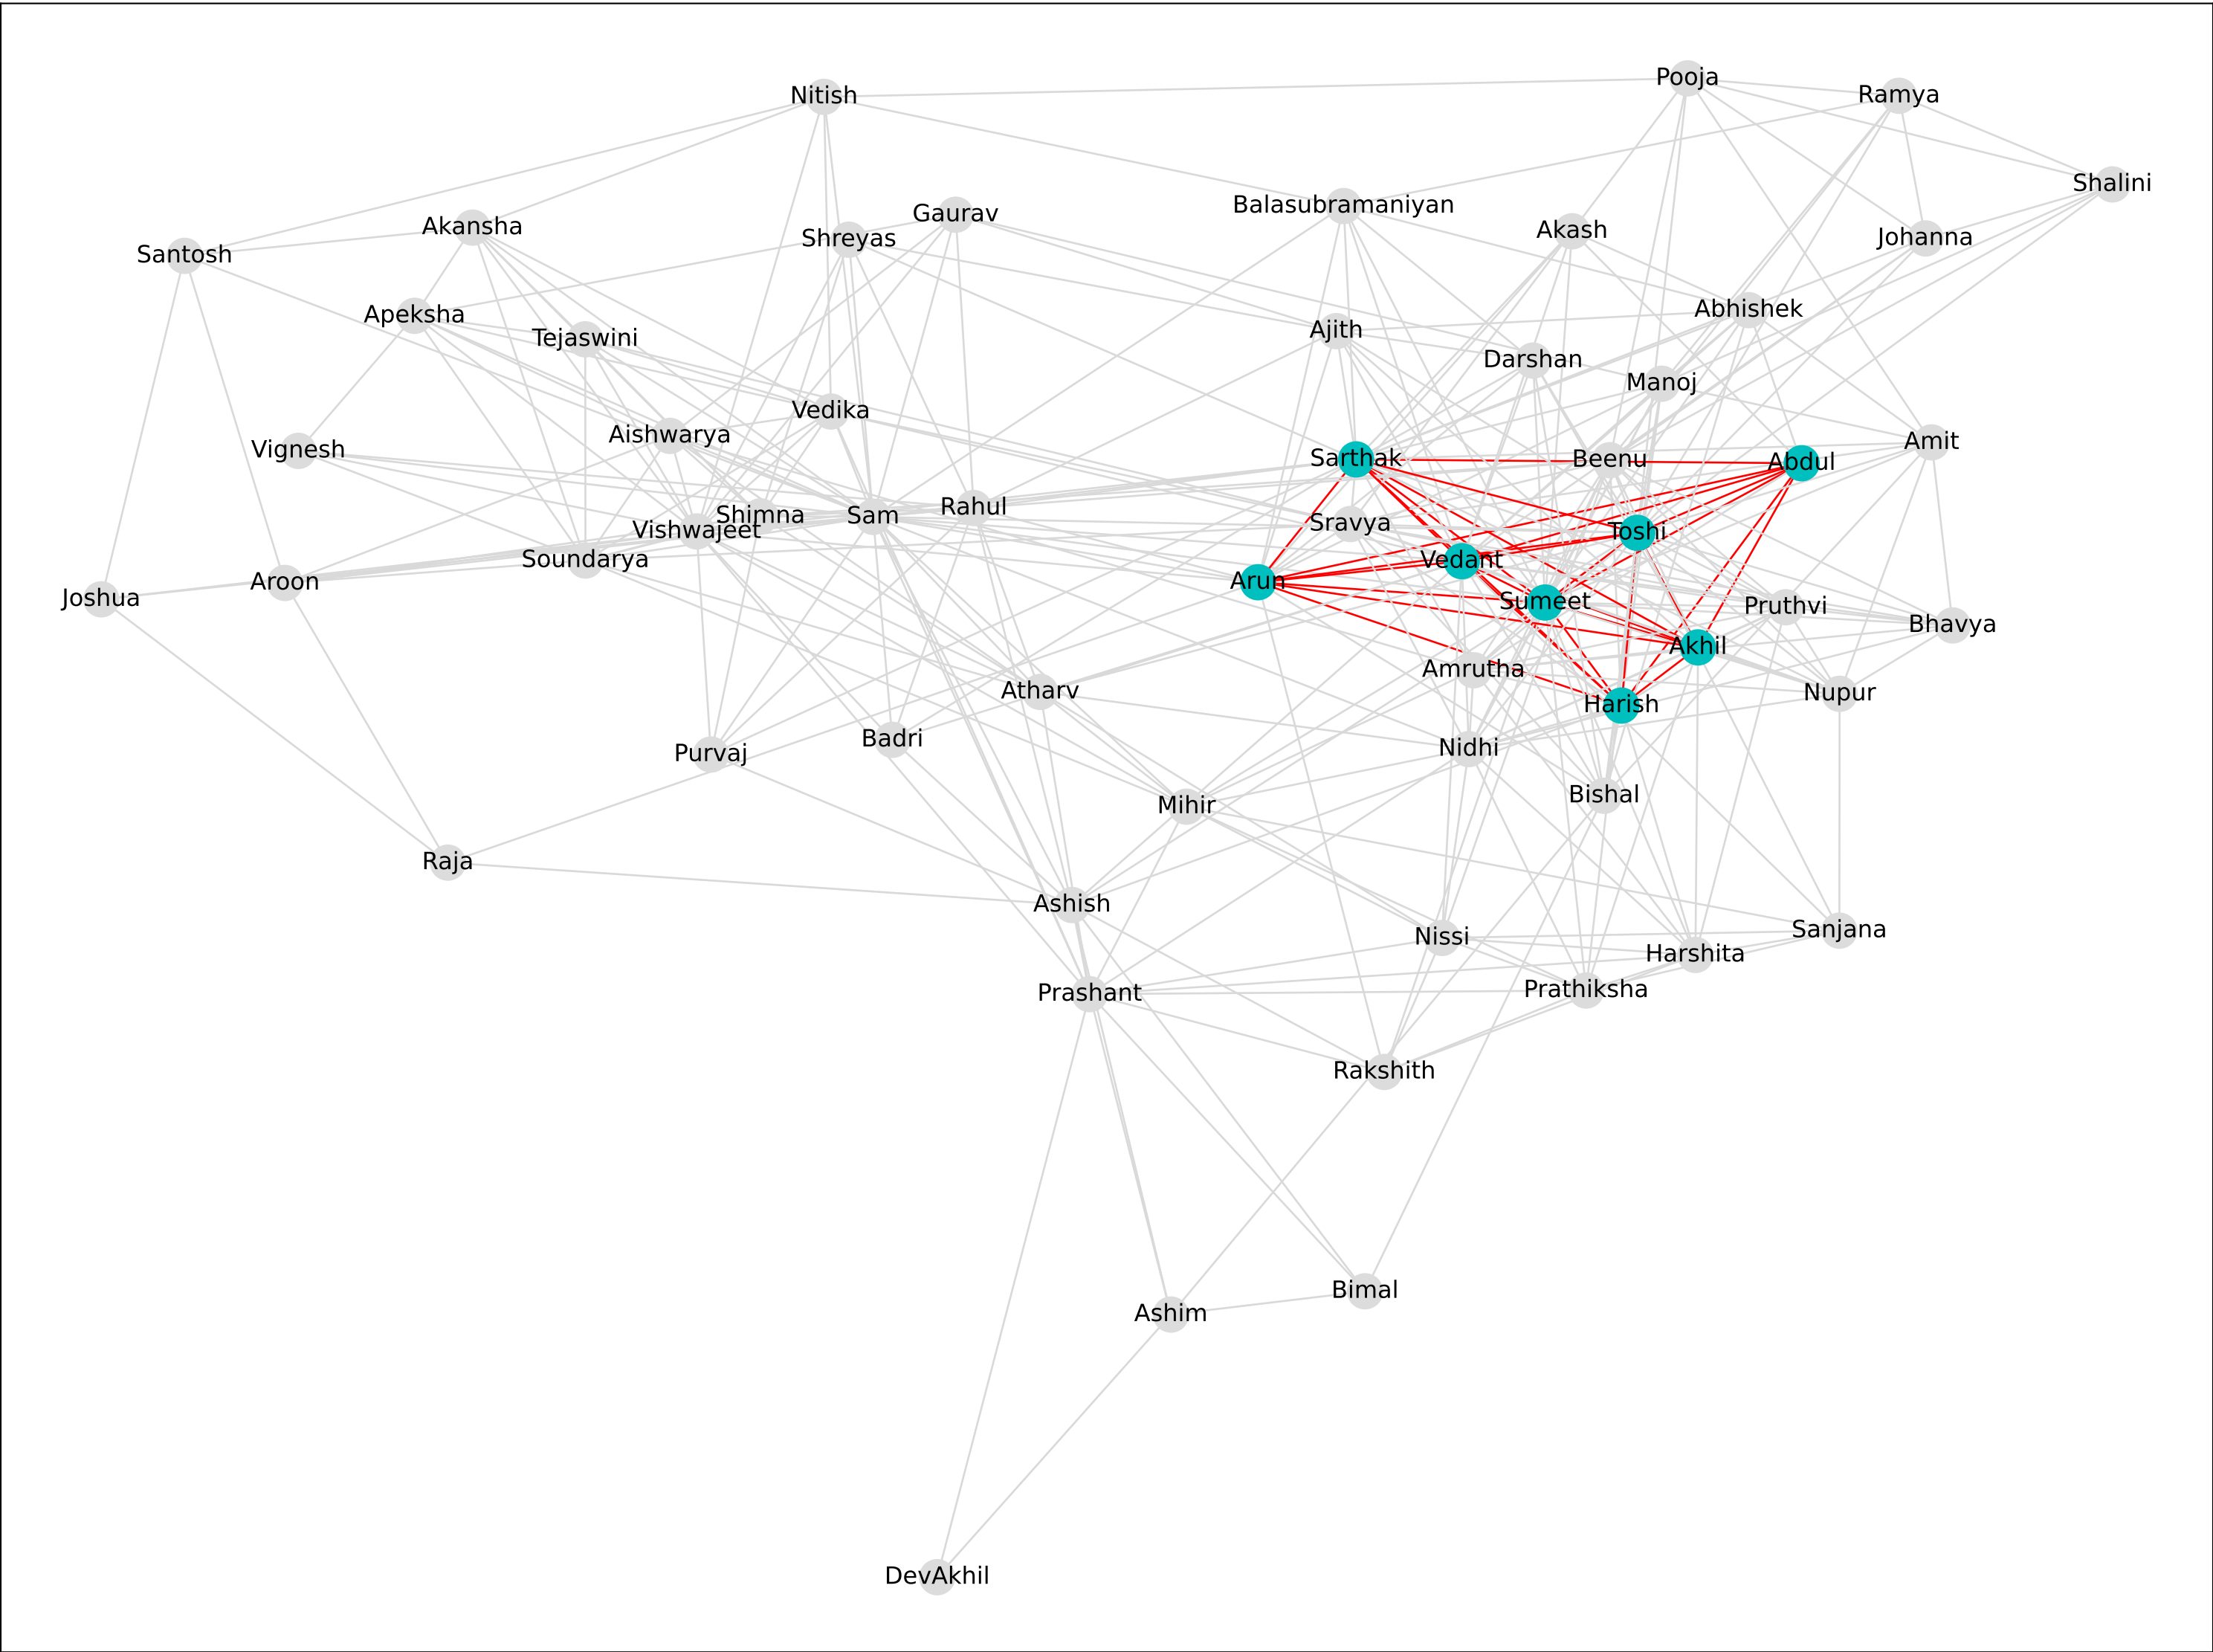 Pooja
Nitish
Ramya
Shalini
Balasubramaniyan
Gaurav
Akansha
Akash
Johanna
Shreyas
Santosh
Abhishek
Apeksha
Ajith
Tejaswini
Darshan
Manoj
Vedika
Aishwarya
Amit
Vignesh
Sarthak
Beenu
Abdul
Rahul
Shimna
Sam
Sravya
Vishwajeet
Toshi
Soundarya
Vedant
Aroon
Arun
Joshua
Sumeet
Pruthvi
Bhavya
Akhil
Amrutha
Atharv
Nupur
Harish
Badri
Nidhi
Purvaj
Bishal
Mihir
Raja
Ashish
Sanjana
Nissi
Harshita
Prathiksha
Prashant
Rakshith
Bimal
Ashim
DevAkhil